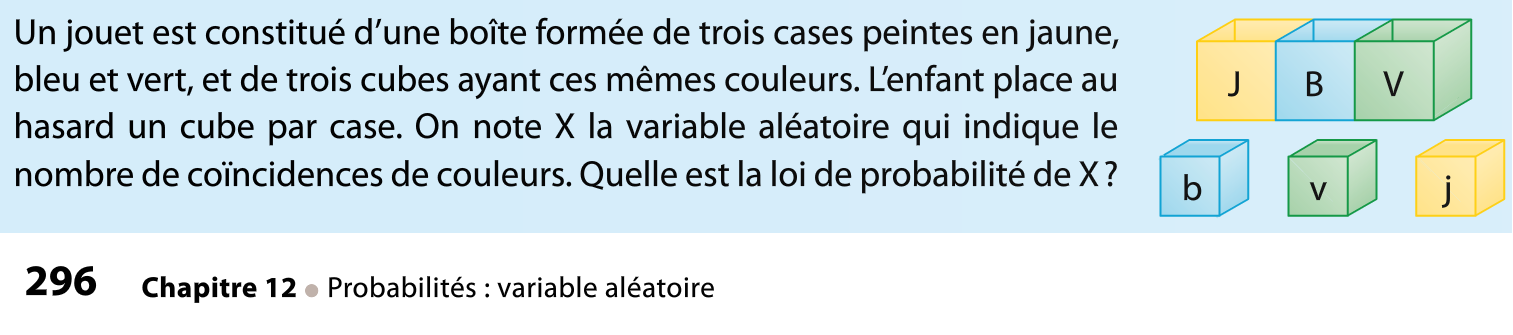 Un jouet est constitué d’une boîte formée de trois cases peintes en jaune,
bleu et vert, et de trois cubes ayant ces mêmes couleurs. L’enfant place au
hasard un cube par case. On note X la variable aléatoire qui indique le
nombre de coïncidences de couleurs. Quelle est la loi de probabilité de X ?
J B V
b v j
296 Chapitre 12 ● Probabilités : variable aléatoire